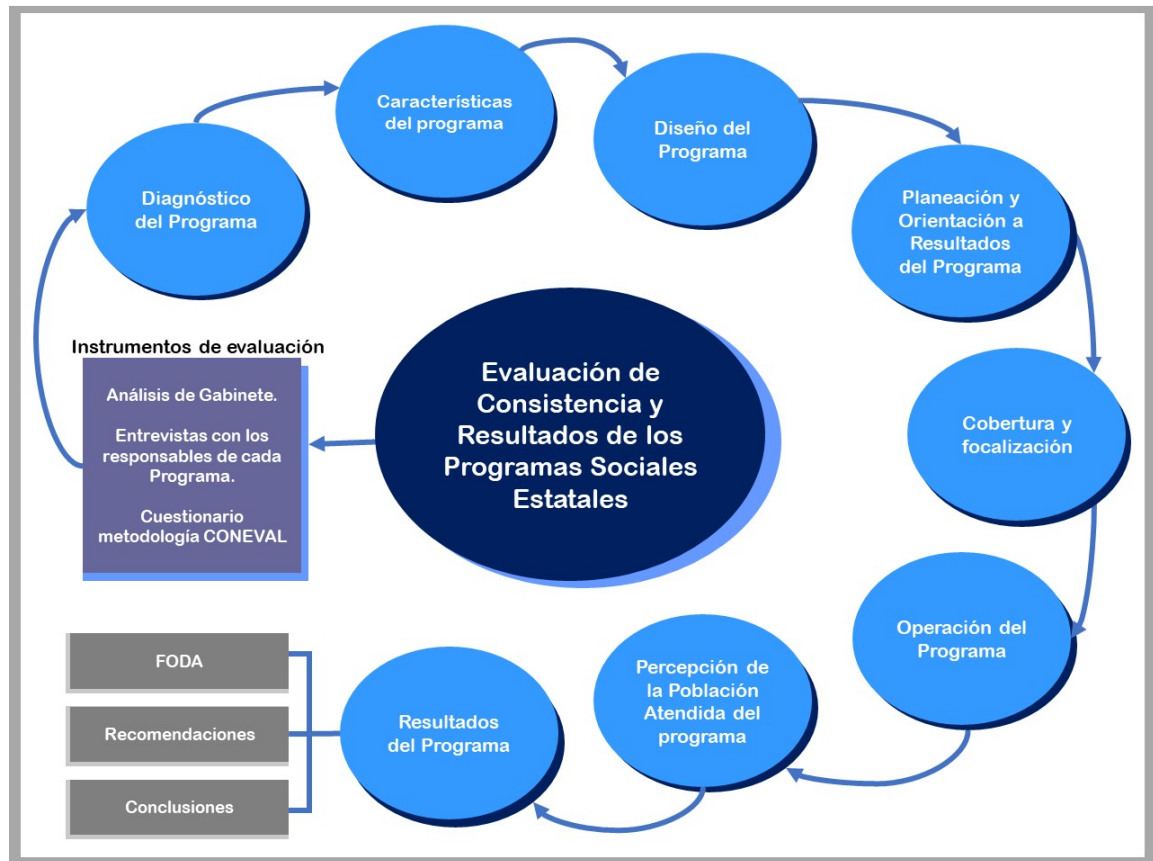 Características
del programa
Diseño del
Programa
Diagnóstico
del Programa
Planeación y
Orientación a
Resultados
del Programa
Instrumentos de evaluación
Análisis de Gabinete.
Entrevistas con los
responsables de cada
Programa.
Cuestionario
metodología CONEVAL
Evaluación de
Consistencia y
Resultados de los
Programas Sociales
Estatales
Cobertura y
focalización
Operación del
Programa
Percepción de
la Población
Atendida del
programa
Resultados
del Programa
FODA
Recomendaciones
Conclusiones